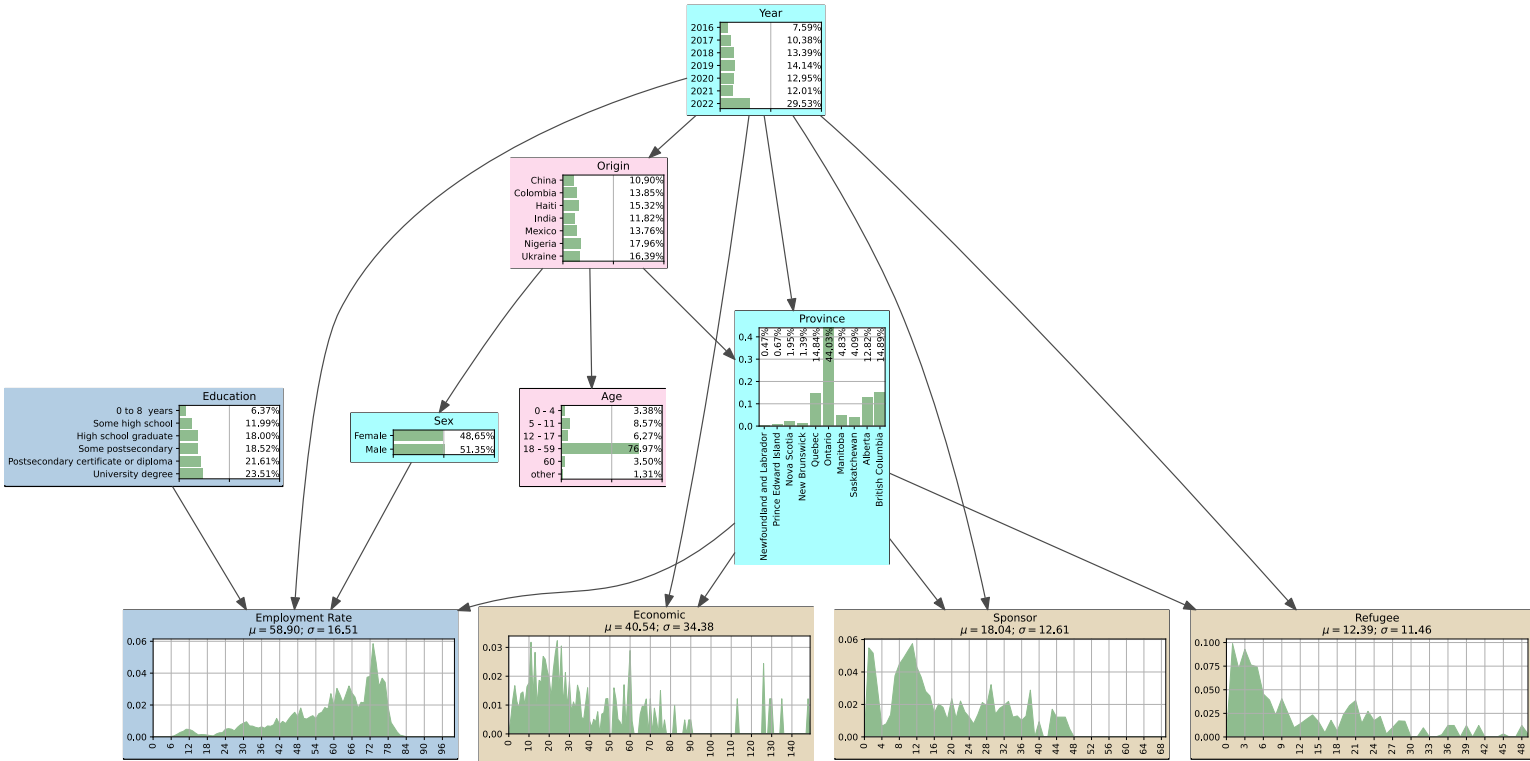 Year
2016 7.59%
2017 10.38%
2018 13.39%
2019 14.14%
2020 12.95%
2021 12.01%
2022 29.53%
Origin
China 10.90%
Colombia 13.85%
Haiti 15.32%
India 11.82%
Mexico 13.76%
Nigeria 17.96%
Ukraine 16.39%
Province
0.4
0.3
0.2
0.1
0.0
0.47%
0.67%
1.95%
1.39%
14.84%
44.03%
4.83%
4.09%
12.82%
14.89%
Newfoundland and Labrador
Prince Edward Island
Nova Scotia
New Brunswick
Quebec
Ontario
Manitoba
Saskatchewan
Alberta
British Columbia
Education
0 to 8 years 6.37%
Some high school 11.99%
High school graduate 18.00%
Some postsecondary 18.52%
Postsecondary certificate or diploma 21.61%
University degree 23.51%
Sex
Female 48.65%
Male 51.35%
Age
0 - 4 3.38%
5 - 11 8.57%
12 - 17 6.27%
18 - 59 76.97%
60 3.50%
other 1.31%
Employment Rate
μ = 58.90; σ = 16.51
0.06
0.04
0.02
0.00
0 6 12 18 24 30 36 42 48 54 60 66 72 78 84 90 96
Economic
μ = 40.54; σ = 34.38
0.03
0.02
0.01
0.00
0 10 20 30 40 50 60 70 80 90 100 110 120 130 140
Sponsor
μ = 18.04; σ = 12.61
0.06
0.04
0.02
0.00
0 4 8 12 16 20 24 28 32 36 40 44 48 52 56 60 64 68
Refugee
μ = 12.39; σ = 11.46
0.100
0.075
0.050
0.025
0.000
0 3 6 9 12 15 18 21 24 27 30 33 36 39 42 45 48